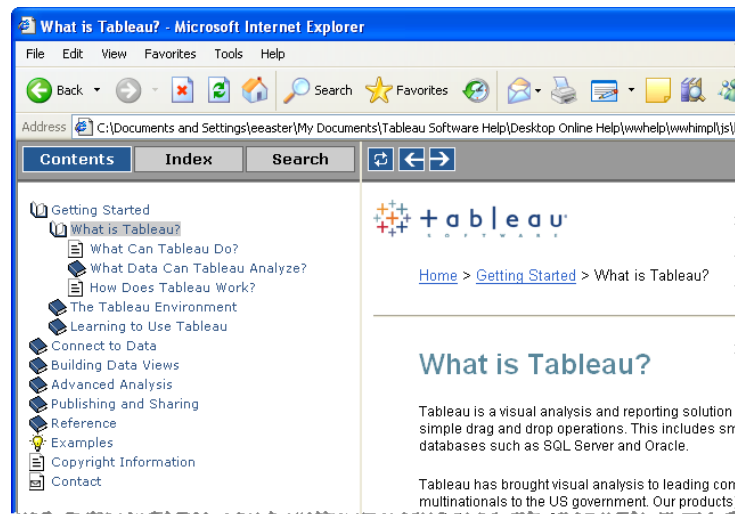 What is Tableau? - Microsoft Internet Explorer
File Edit View Favorites Tools Help
Back Search Favorites
Address C:\Documents and Settings\eeaster\My Documents\Tableau Software Help\Desktop Online Help\wwhelp\wwhimpl\js\
Contents Index Search
Getting Started
What is Tableau?
What Can Tableau Do?
What Data Can Tableau Analyze?
How Does Tableau Work?
The Tableau Environment
Learning to Use Tableau
Connect to Data
Building Data Views
Advanced Analysis
Publishing and Sharing
Reference
Examples
Copyright Information
Contact
tableau
SOFTWARE
Home > Getting Started > What is Tableau?
What is Tableau?
Tableau is a visual analysis and reporting solution
simple drag and drop operations. This includes sm
databases such as SQL Server and Oracle.
Tableau has brought visual analysis to leading com
multinationals to the US government. Our products